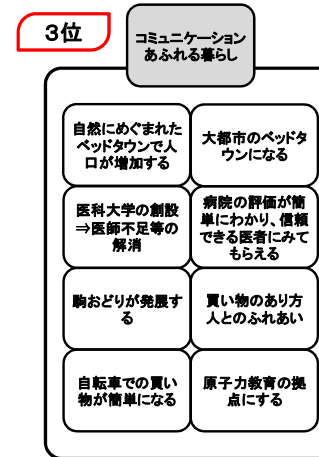 3位
コミュニケーション
あふれる暮らし
自然にめぐまれた
ベッドタウンで人
口が増加する
大都市のベッドタ
ウンになる
医科大学の創設
⇒医師不足等の
解消
病院の評価が簡
単にわかり、信頼
できる医者にみて
もらえる
駒おどりが発展す
る
買い物のあり方
人とのふれあい
自転車での買い
物が簡単になる
原子力教育の拠
点にする